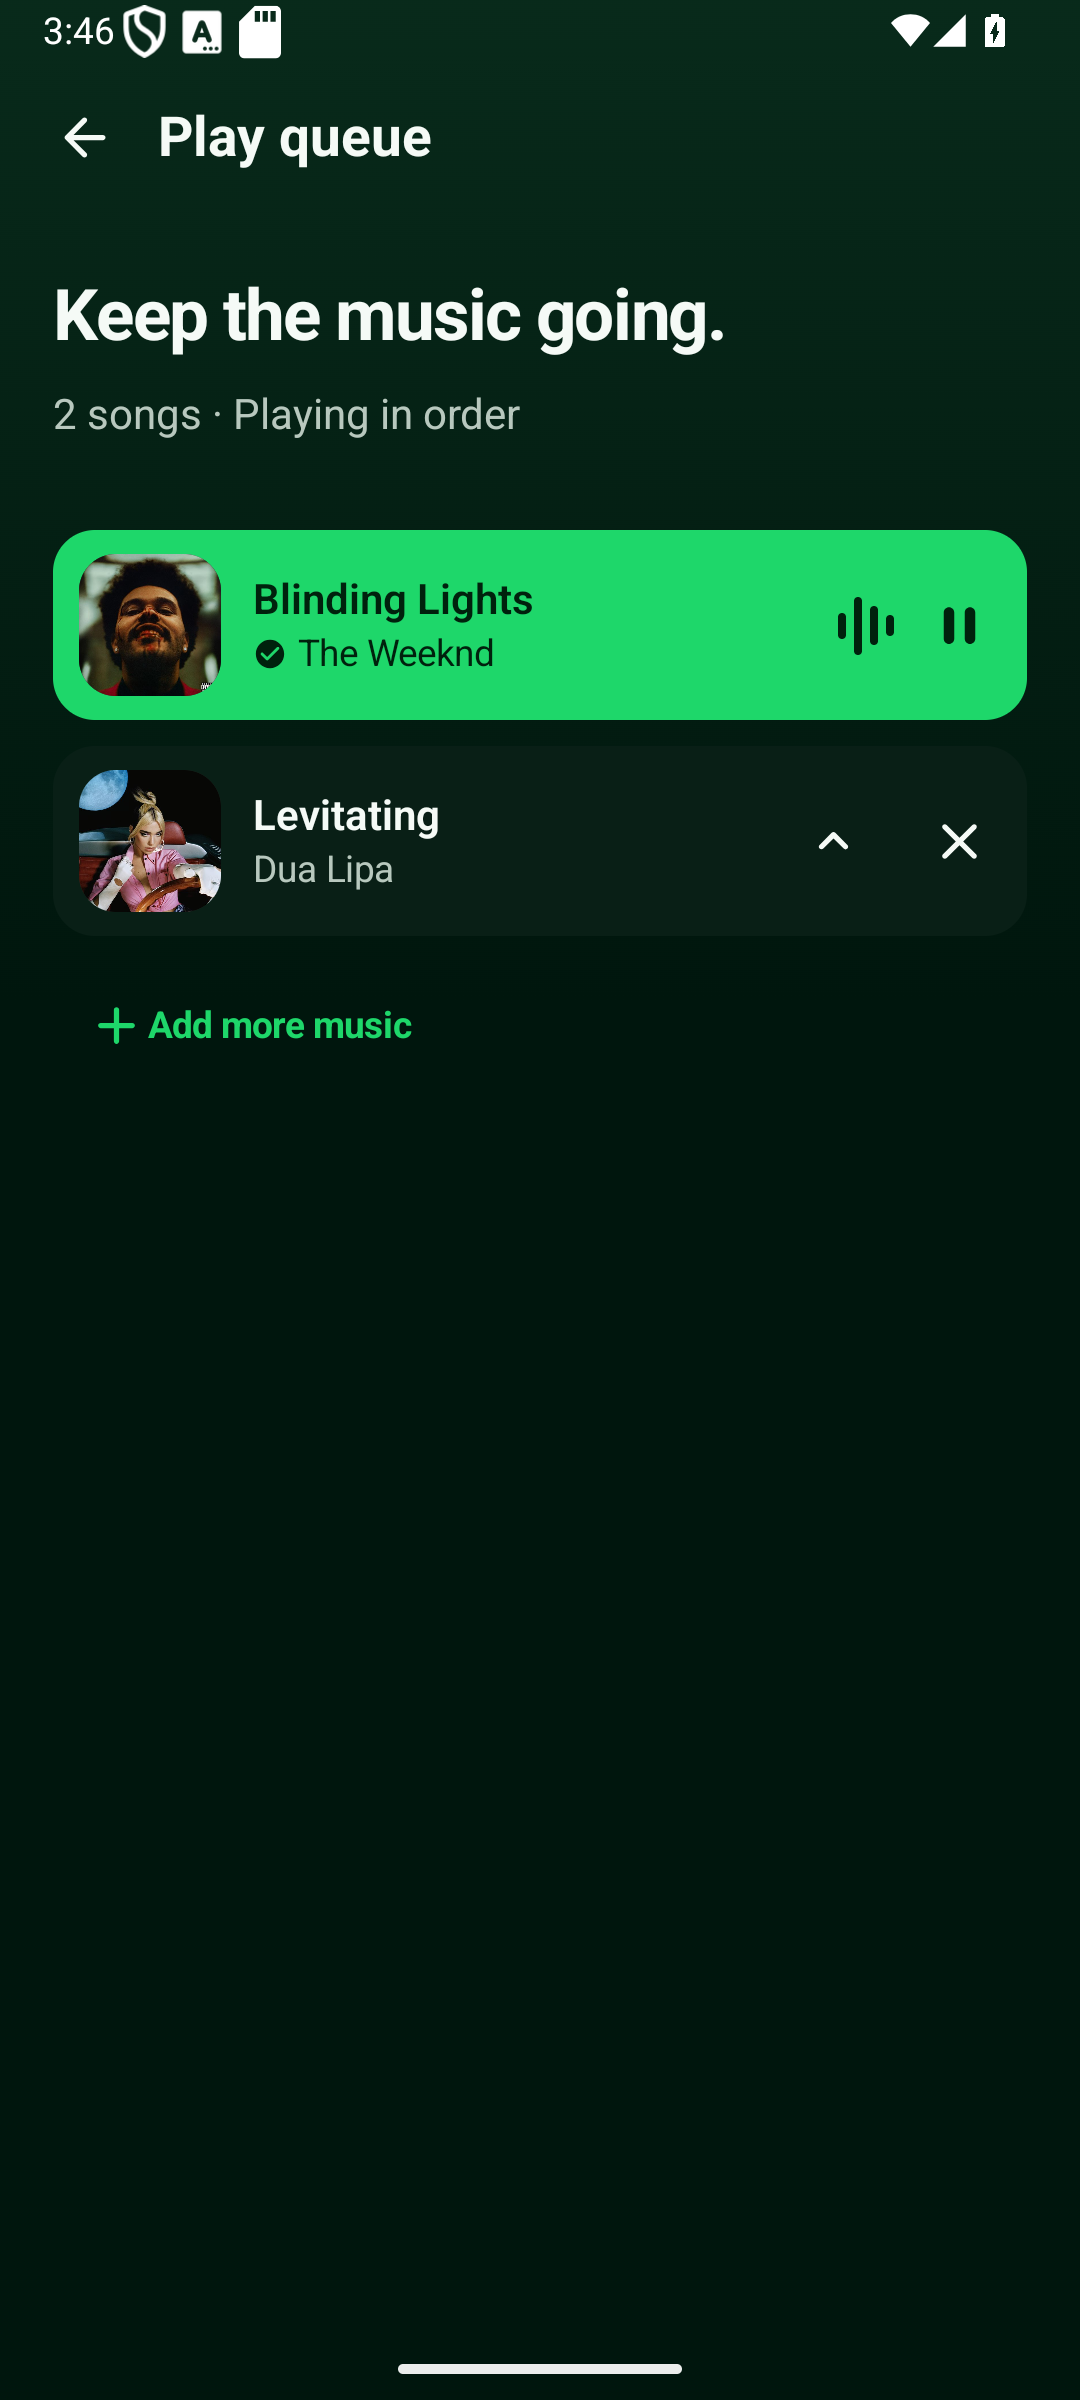 3:46
Play queue
Keep the music going.
2 songs · Playing in order
Blinding Lights
The Weeknd
Levitating
Dua Lipa
Add more music